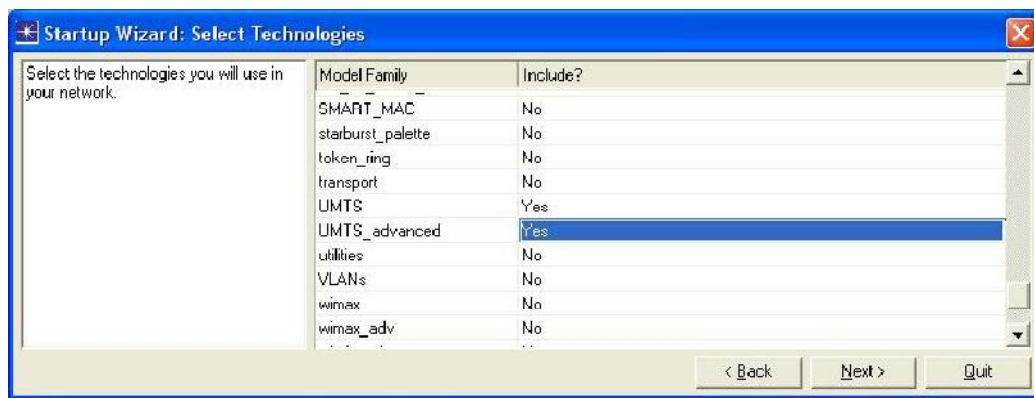 Startup Wizard: Select Technologies
Select the technologies you will use in
your network.
Model Family Include?
SMART_MAC No
starburst_palette No
token_ring No
transport No
UMTS Yes
UMTS_advanced Yes
utilities No
VLANs No
wimax No
wimax_adv No
< Back Next > Quit